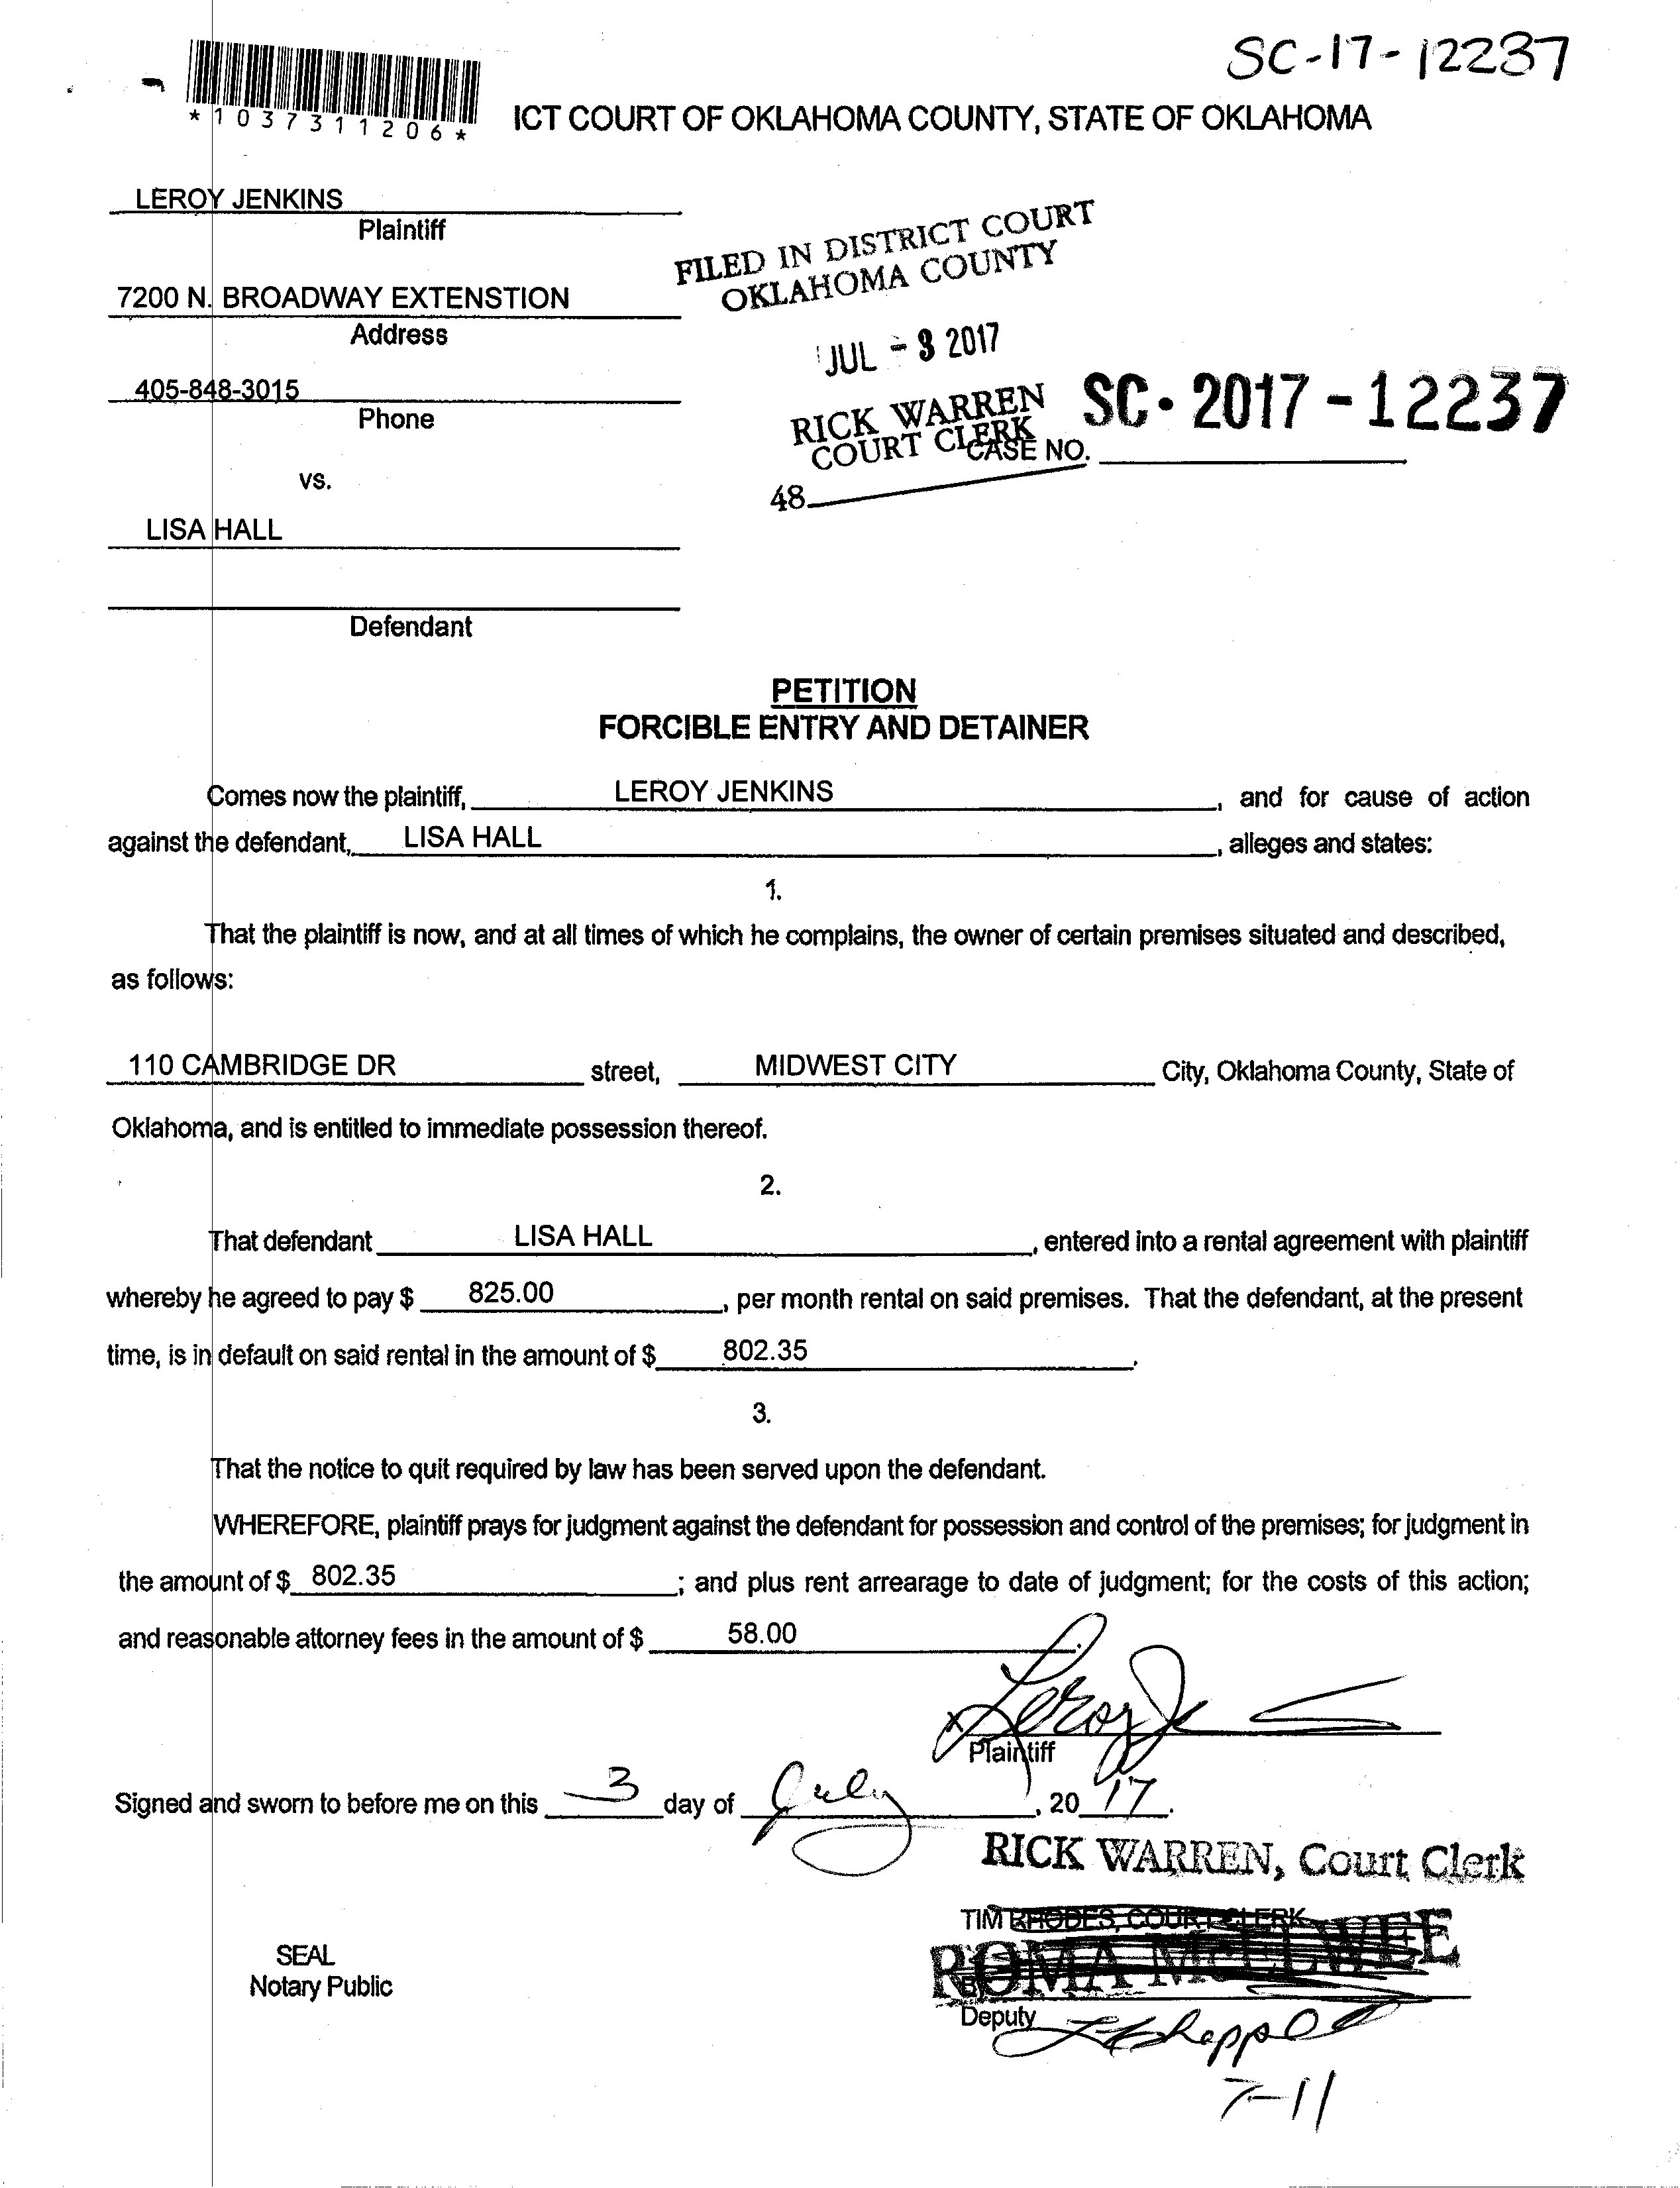 SC-17-12237
*1037311206*
ICT COURT OF OKLAHOMA COUNTY, STATE OF OKLAHOMA
LEROY JENKINS
Plaintiff
FILED IN DISTRICT COURT
OKLAHOMA COUNTY
7200 N. BROADWAY EXTENSTION
Address
JUL - 3 2017
405-848-3015
Phone
RICK WARREN
COURT CLERK
SC- 2017 - 12237
CASE NO.
vs.
48
LISA HALL
Defendant
PETITION
FORCIBLE ENTRY AND DETAINER
Comes now the plaintiff, LEROY JENKINS, and for cause of action
against the defendant, LISA HALL, alleges and states:
1.
That the plaintiff is now, and at all times of which he complains, the owner of certain premises situated and described,
as follows:
110 CAMBRIDGE DR street, MIDWEST CITY City, Oklahoma County, State of
Oklahoma, and is entitled to immediate possession thereof.
2.
That defendant LISA HALL, entered into a rental agreement with plaintiff
whereby he agreed to pay $ 825.00, per month rental on said premises. That the defendant, at the present
time, is in default on said rental in the amount of $ 802.35.
3.
That the notice to quit required by law has been served upon the defendant.
WHEREFORE, plaintiff prays for judgment against the defendant for possession and control of the premises; for judgment in
the amount of $ 802.35; and plus rent arrearage to date of judgment; for the costs of this action;
and reasonable attorney fees in the amount of $ 58.00.
x Leroy Je
Plaintiff
Signed and sworn to before me on this 3 day of July, 20 17.
RICK WARREN, Court Clerk
TIM RHODES, COURT CLERK
ROMA McELWEE
SEAL
Notary Public
By
Deputy
7-11